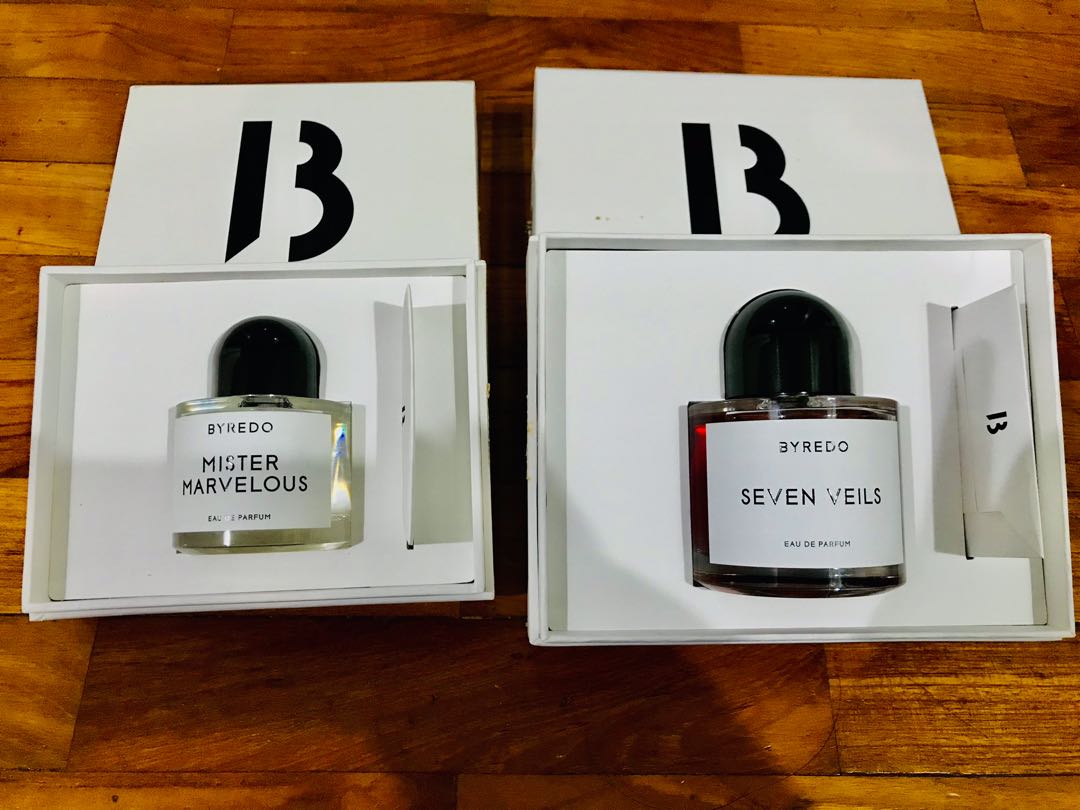 B
BYREDO
MISTER
MARVELOUS
EAU DE PARFUM
B
B
BYREDO
SEVEN VEILS
EAU DE PARFUM
B